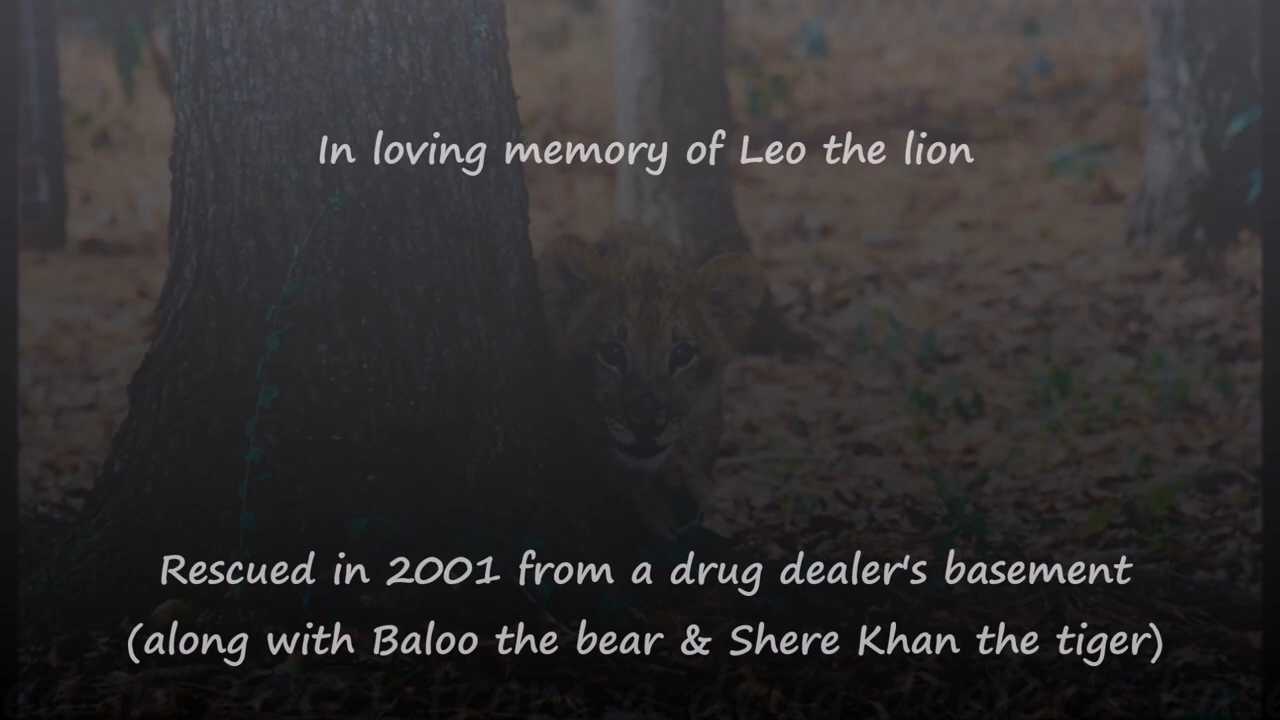 In loving memory of Leo the lion
Rescued in 2001 from a drug dealer's basement
(along with Baloo the bear & Shere Khan the tiger)